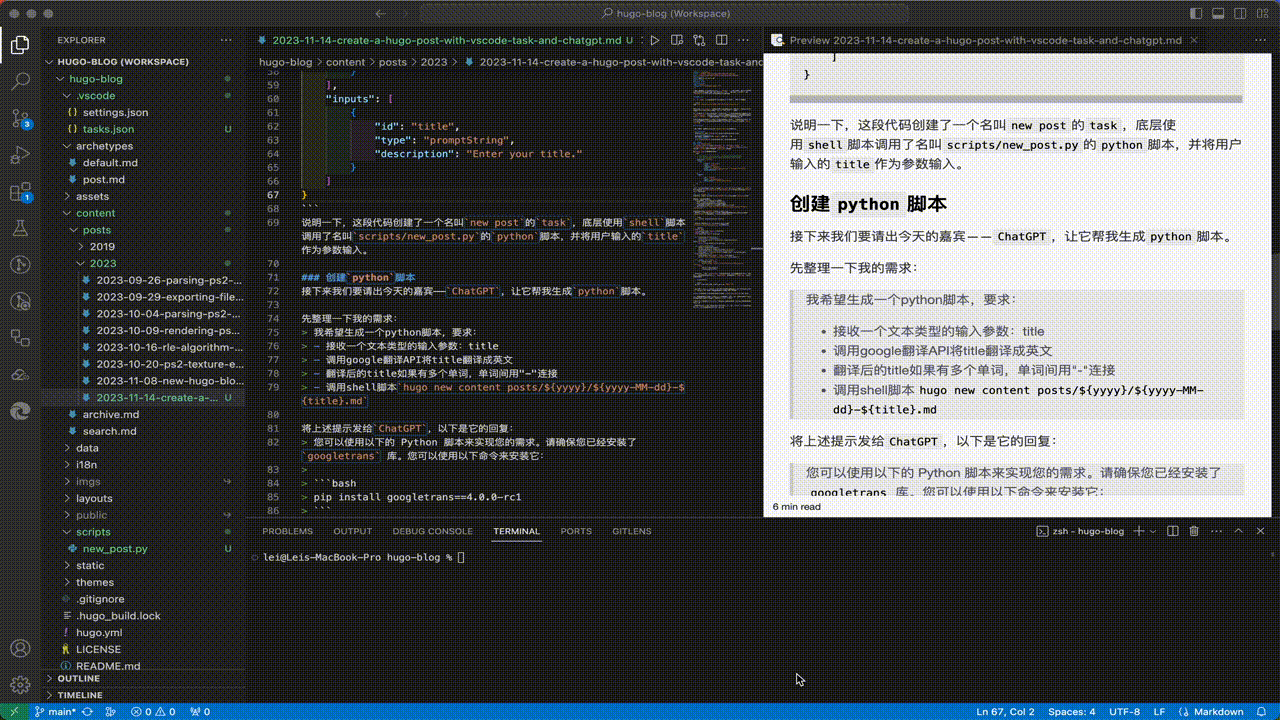 hugo-blog (Workspace)
EXPLORER
HUGO-BLOG (WORKSPACE)
hugo-blog
.vscode
settings.json
tasks.json U
archetypes
default.md
post.md
assets
content
posts
2019
2023
2023-09-26-parsing-ps2-...
2023-09-29-exporting-file...
2023-10-04-parsing-ps2-...
2023-10-09-rendering-ps...
2023-10-16-rle-algorithm-...
2023-10-20-ps2-texture-e...
2023-11-08-new-hugo-blo...
2023-11-14-create-a-... U
archive.md
search.md
data
i18n
imgs
layouts
public
scripts
new_post.py U
static
themes
.gitignore
.hugo_build.lock
hugo.yml
LICENSE
README.md
OUTLINE
TIMELINE
3
1
2023-11-14-create-a-hugo-post-with-vscode-task-and-chatgpt.md U
hugo-blog > content > posts > 2023 > 2023-11-14-create-a-hugo-post-with-vscode-task-and
58 }
59 ],
60 "inputs": [
61 {
62 "id": "title",
63 "type": "promptString",
64 "description": "Enter your title."
65 }
66 ]
67 }
68 ```
69 说明一下，这段代码创建了一个名叫`new post`的`task`，底层使用`shell`脚本
调用了名叫`scripts/new_post.py`的`python`脚本，并将用户输入的`title`
作为参数输入。
70
71 ### 创建`python`脚本
72 接下来我们要请出今天的嘉宾——`ChatGPT`，让它帮我生成`python`脚本。
73
74 先整理一下我的需求：
75 > 我希望生成一个python脚本，要求：
76 > - 接收一个文本类型的输入参数：title
77 > - 调用google翻译API将title翻译成英文
78 > - 翻译后的title如果有多个单词，单词间用"-"连接
79 > - 调用shell脚本`hugo new content posts/${yyyy}/${yyyy-MM-dd}-$
{title}.md`
80
81 将上述提示发给`ChatGPT`，以下是它的回复：
82 > 您可以使用以下的 Python 脚本来实现您的需求。请确保您已经安装了
`googletrans` 库。您可以使用以下命令来安装它：
83 >
84 > ```bash
85 > pip install googletrans==4.0.0-rc1
86 > ```
Preview 2023-11-14-create-a-hugo-post-with-vscode-task-and-chatgpt.md
]
}
说明一下，这段代码创建了一个名叫 new post 的 task ，底层使
用 shell 脚本调用了名叫 scripts/new_post.py 的 python 脚本，并将用户
输入的 title 作为参数输入。
创建 python 脚本
接下来我们要请出今天的嘉宾—— ChatGPT ，让它帮我生成 python 脚本。
先整理一下我的需求：
我希望生成一个python脚本，要求：
• 接收一个文本类型的输入参数：title
• 调用google翻译API将title翻译成英文
• 翻译后的title如果有多个单词，单词间用"-"连接
• 调用shell脚本 hugo new content posts/${yyyy}/${yyyy-MM-
dd}-${title}.md
将上述提示发给 ChatGPT ，以下是它的回复：
您可以使用以下的 Python 脚本来实现您的需求。请确保您已经安装了
googletrans 库。您可以使用以下命令来安装它：
6 min read
PROBLEMS OUTPUT DEBUG CONSOLE TERMINAL PORTS GITLENS
zsh - hugo-blog
lei@Leis-MacBook-Pro hugo-blog %
main* 0 0 0 Ln 67, Col 2 Spaces: 4 UTF-8 LF Markdown